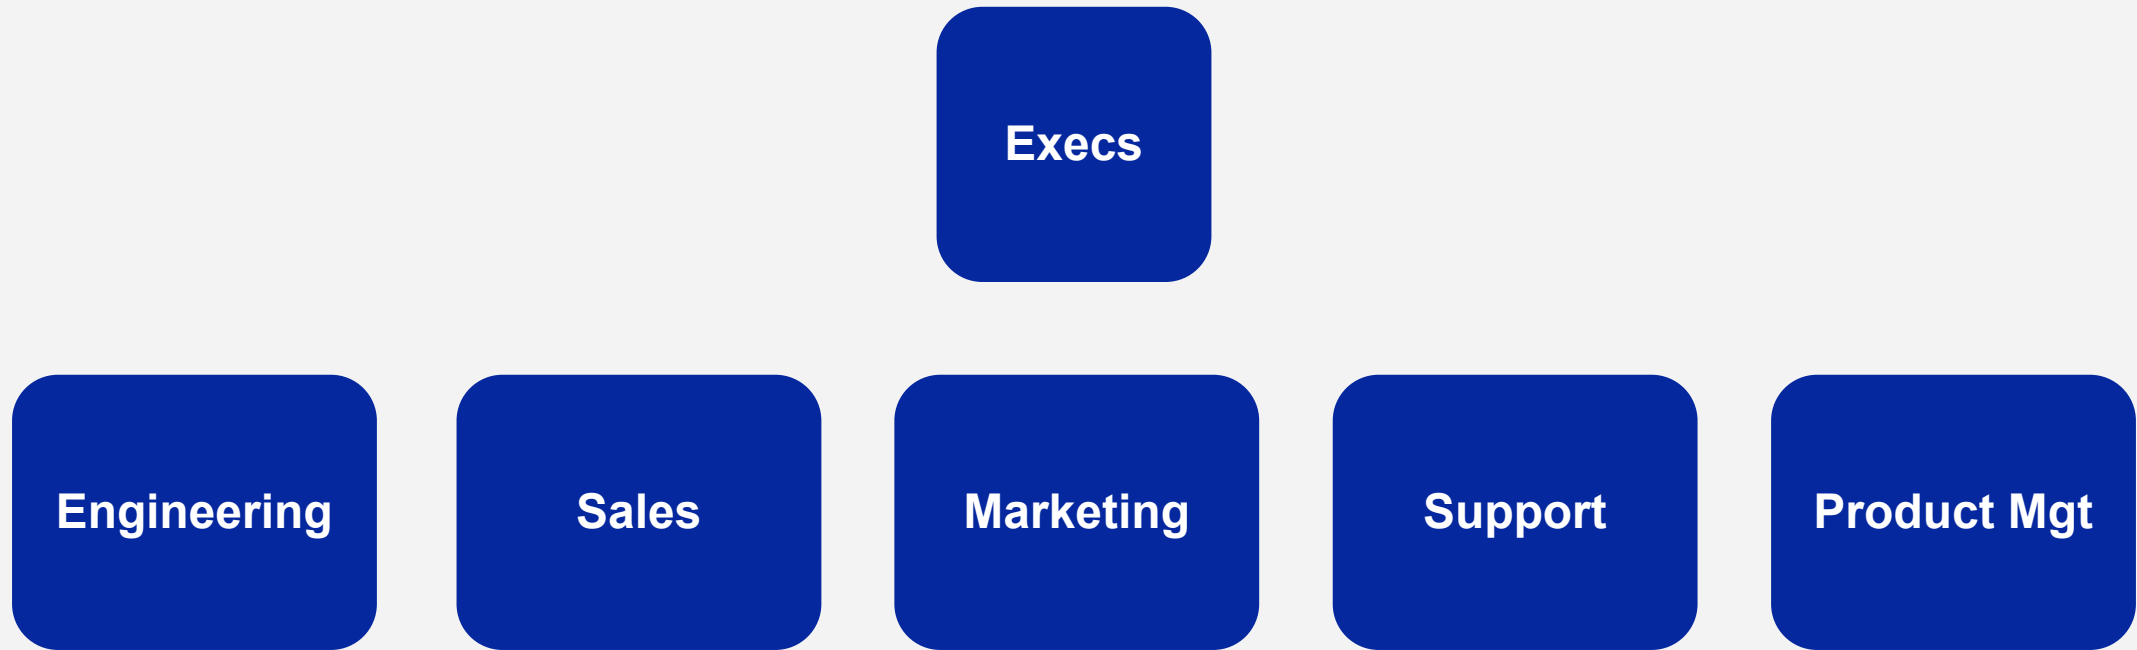 Execs
Engineering
Sales
Marketing
Support
Product Mgt